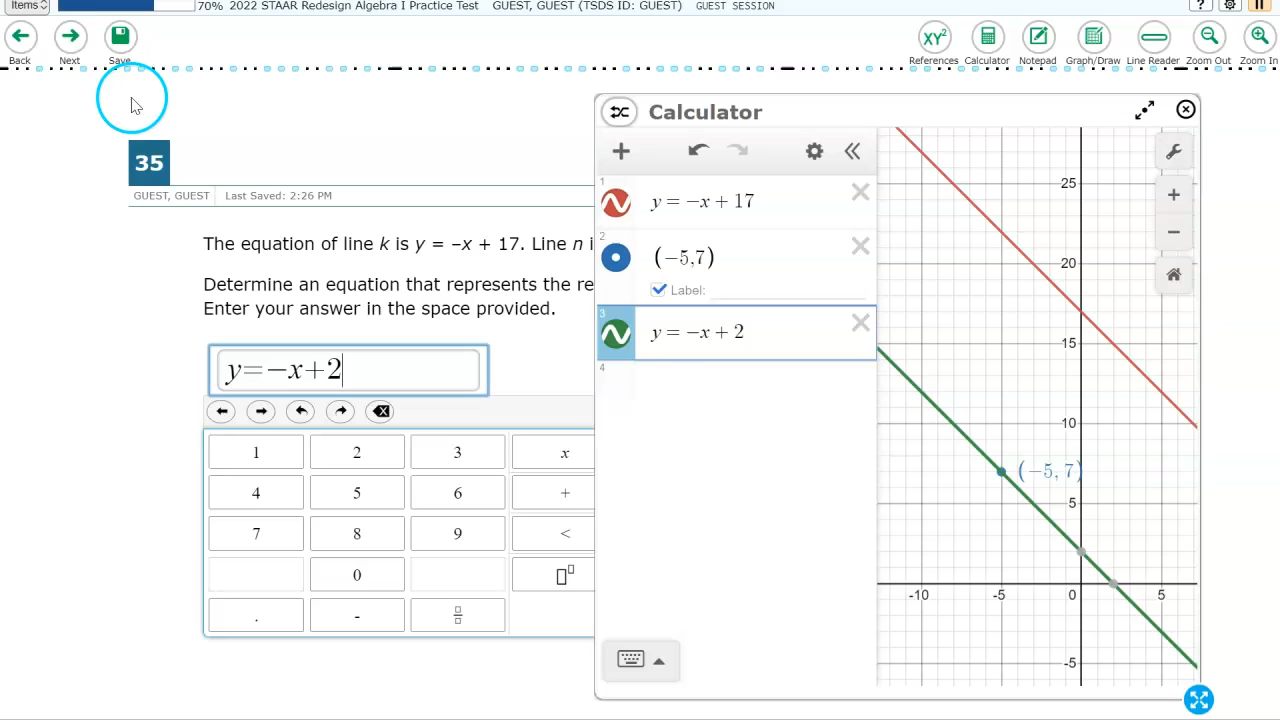 Items
70% 2022 STAAR Redesign Algebra I Practice Test GUEST, GUEST (TSDS ID: GUEST) GUEST SESSION ?
Back Next Save
XY²
References Calculator Notepad Graph/Draw Line Reader Zoom Out Zoom In
35
GUEST, GUEST Last Saved: 2:26 PM
The equation of line k is y = –x + 17. Line n i
Determine an equation that represents the re
Enter your answer in the space provided.
y=−x+2
1 2 3 x
4 5 6 +
7 8 9 <
0
. -
Calculator
1
y = −x + 17
2
(−5,7)
Label:
3
y = −x + 2
4
25
20
15
10
(−5, 7)
5
-10 -5 0 5
-5